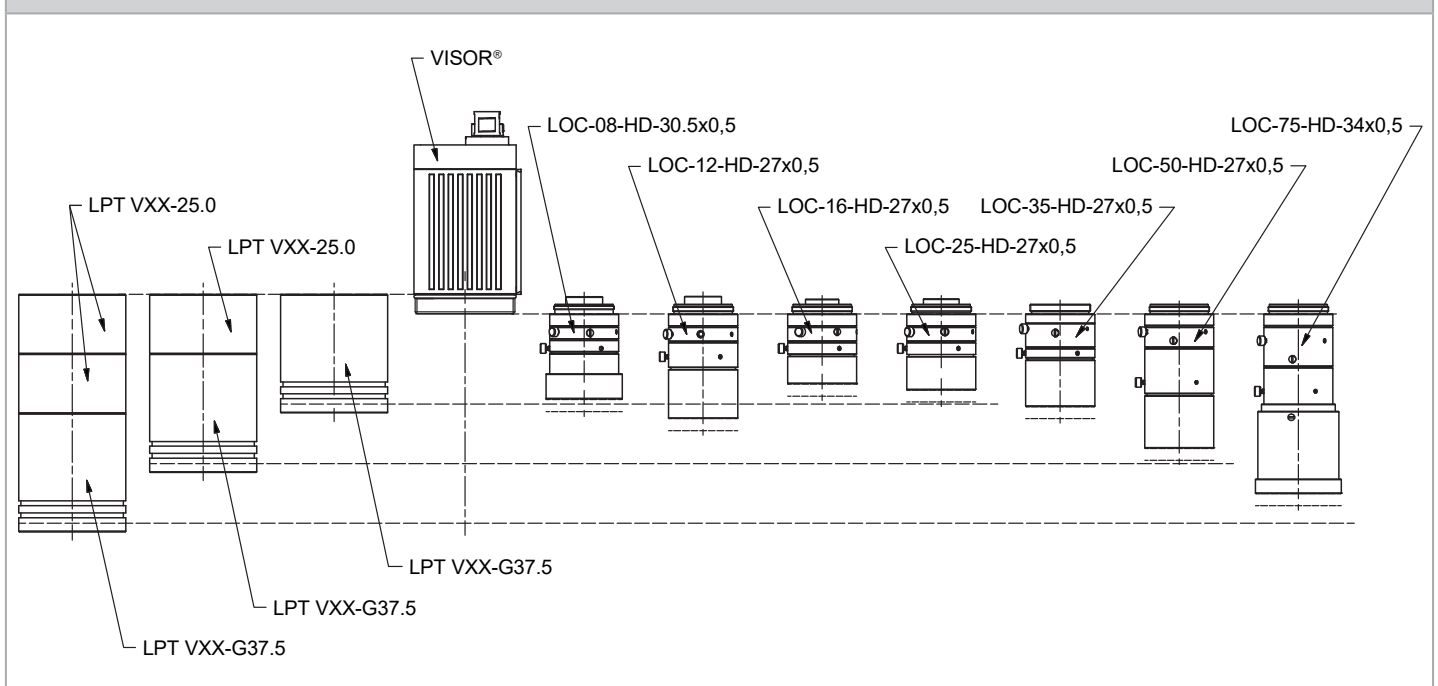 VISOR®
LOC-08-HD-30.5x0,5
LOC-75-HD-34x0,5
LOC-12-HD-27x0,5
LOC-50-HD-27x0,5
LPT VXX-25.0
LOC-16-HD-27x0,5
LOC-35-HD-27x0,5
LPT VXX-25.0
LOC-25-HD-27x0,5
LPT VXX-G37.5
LPT VXX-G37.5
LPT VXX-G37.5